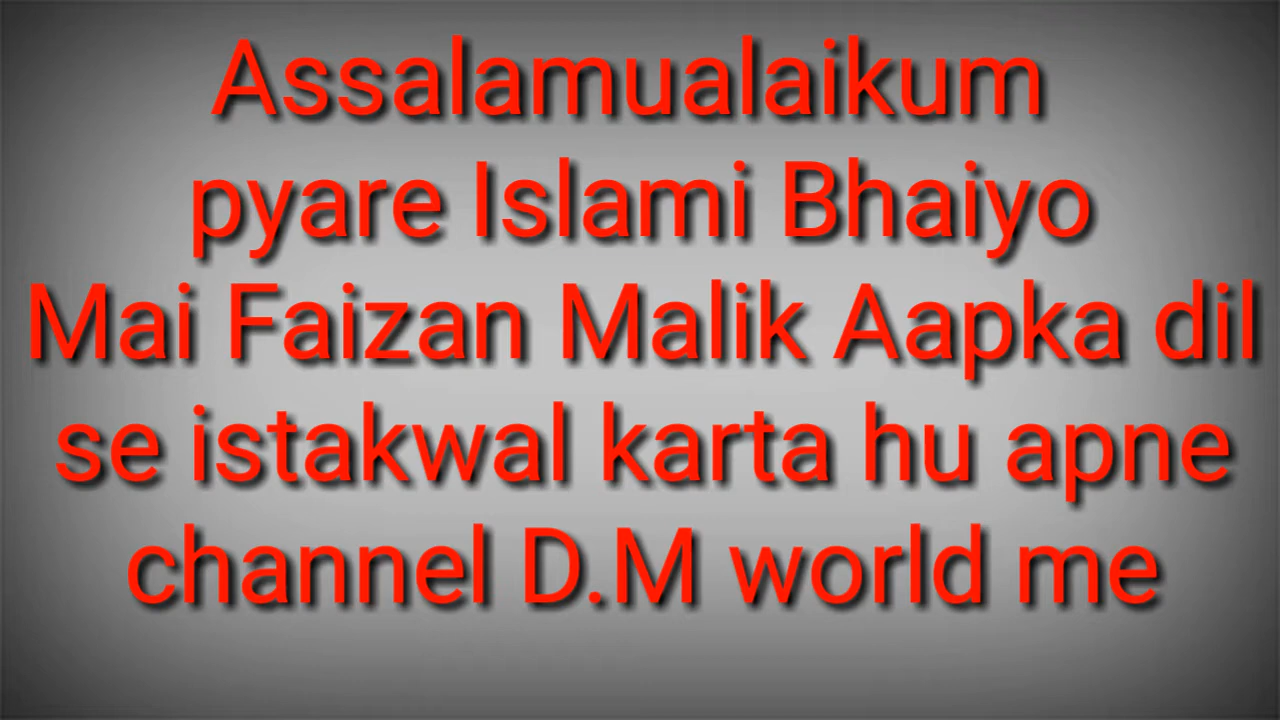 Assalamualaikum
pyare Islami Bhaiyo
Mai Faizan Malik Aapka dil
se istakwal karta hu apne
channel D.M world me